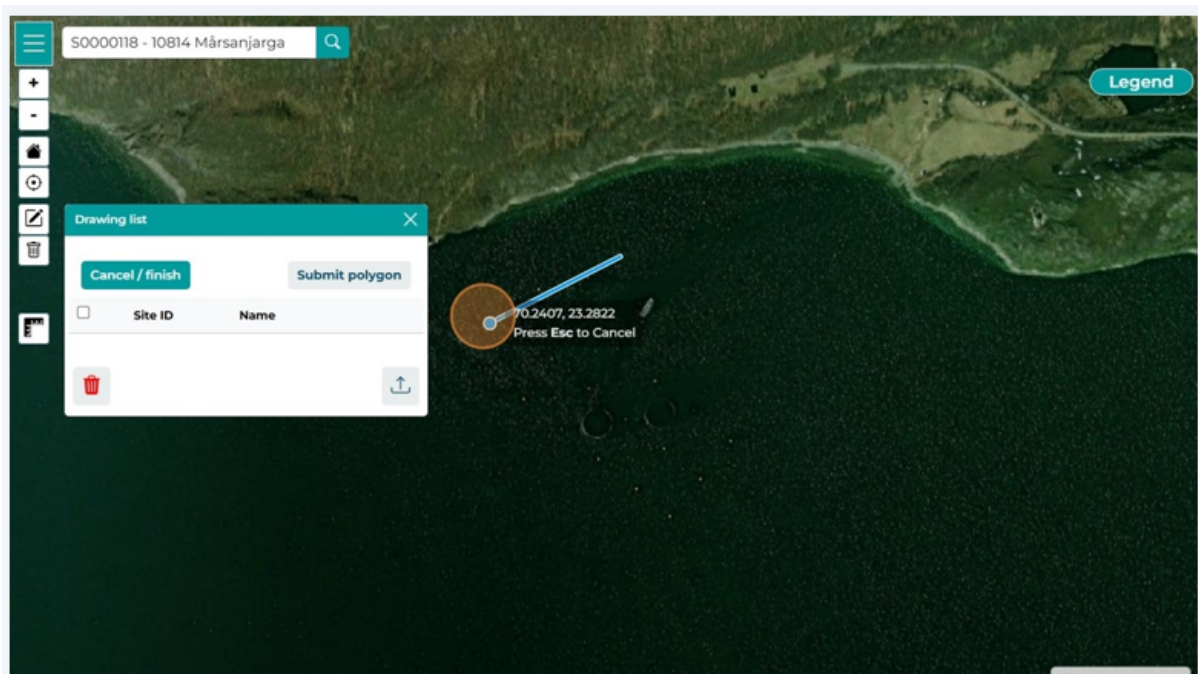 S0000118 - 10814 Mårsanjarga
Legend
+
-
Drawing list
Cancel / finish
Submit polygon
Site ID
Name
70.2407, 23.2822
Press Esc to Cancel